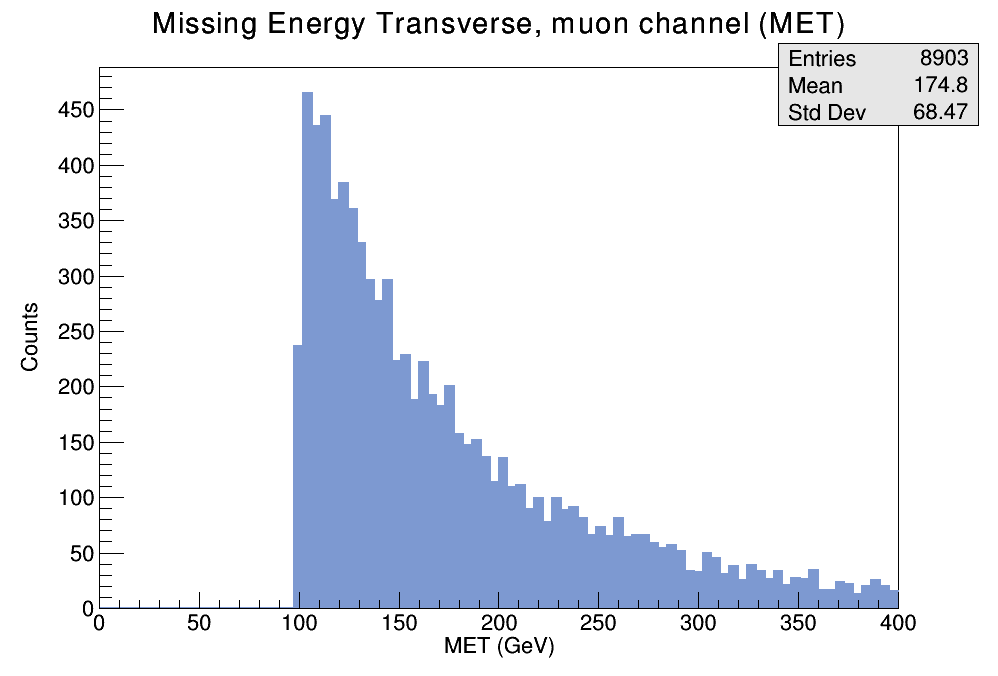 Missing Energy Transverse, muon channel (MET)
Entries 8903
Mean 174.8
Std Dev 68.47
450
400
350
300
250
200
150
100
50
0
Counts
0 50 100 150 200 250 300 350 400
MET (GeV)